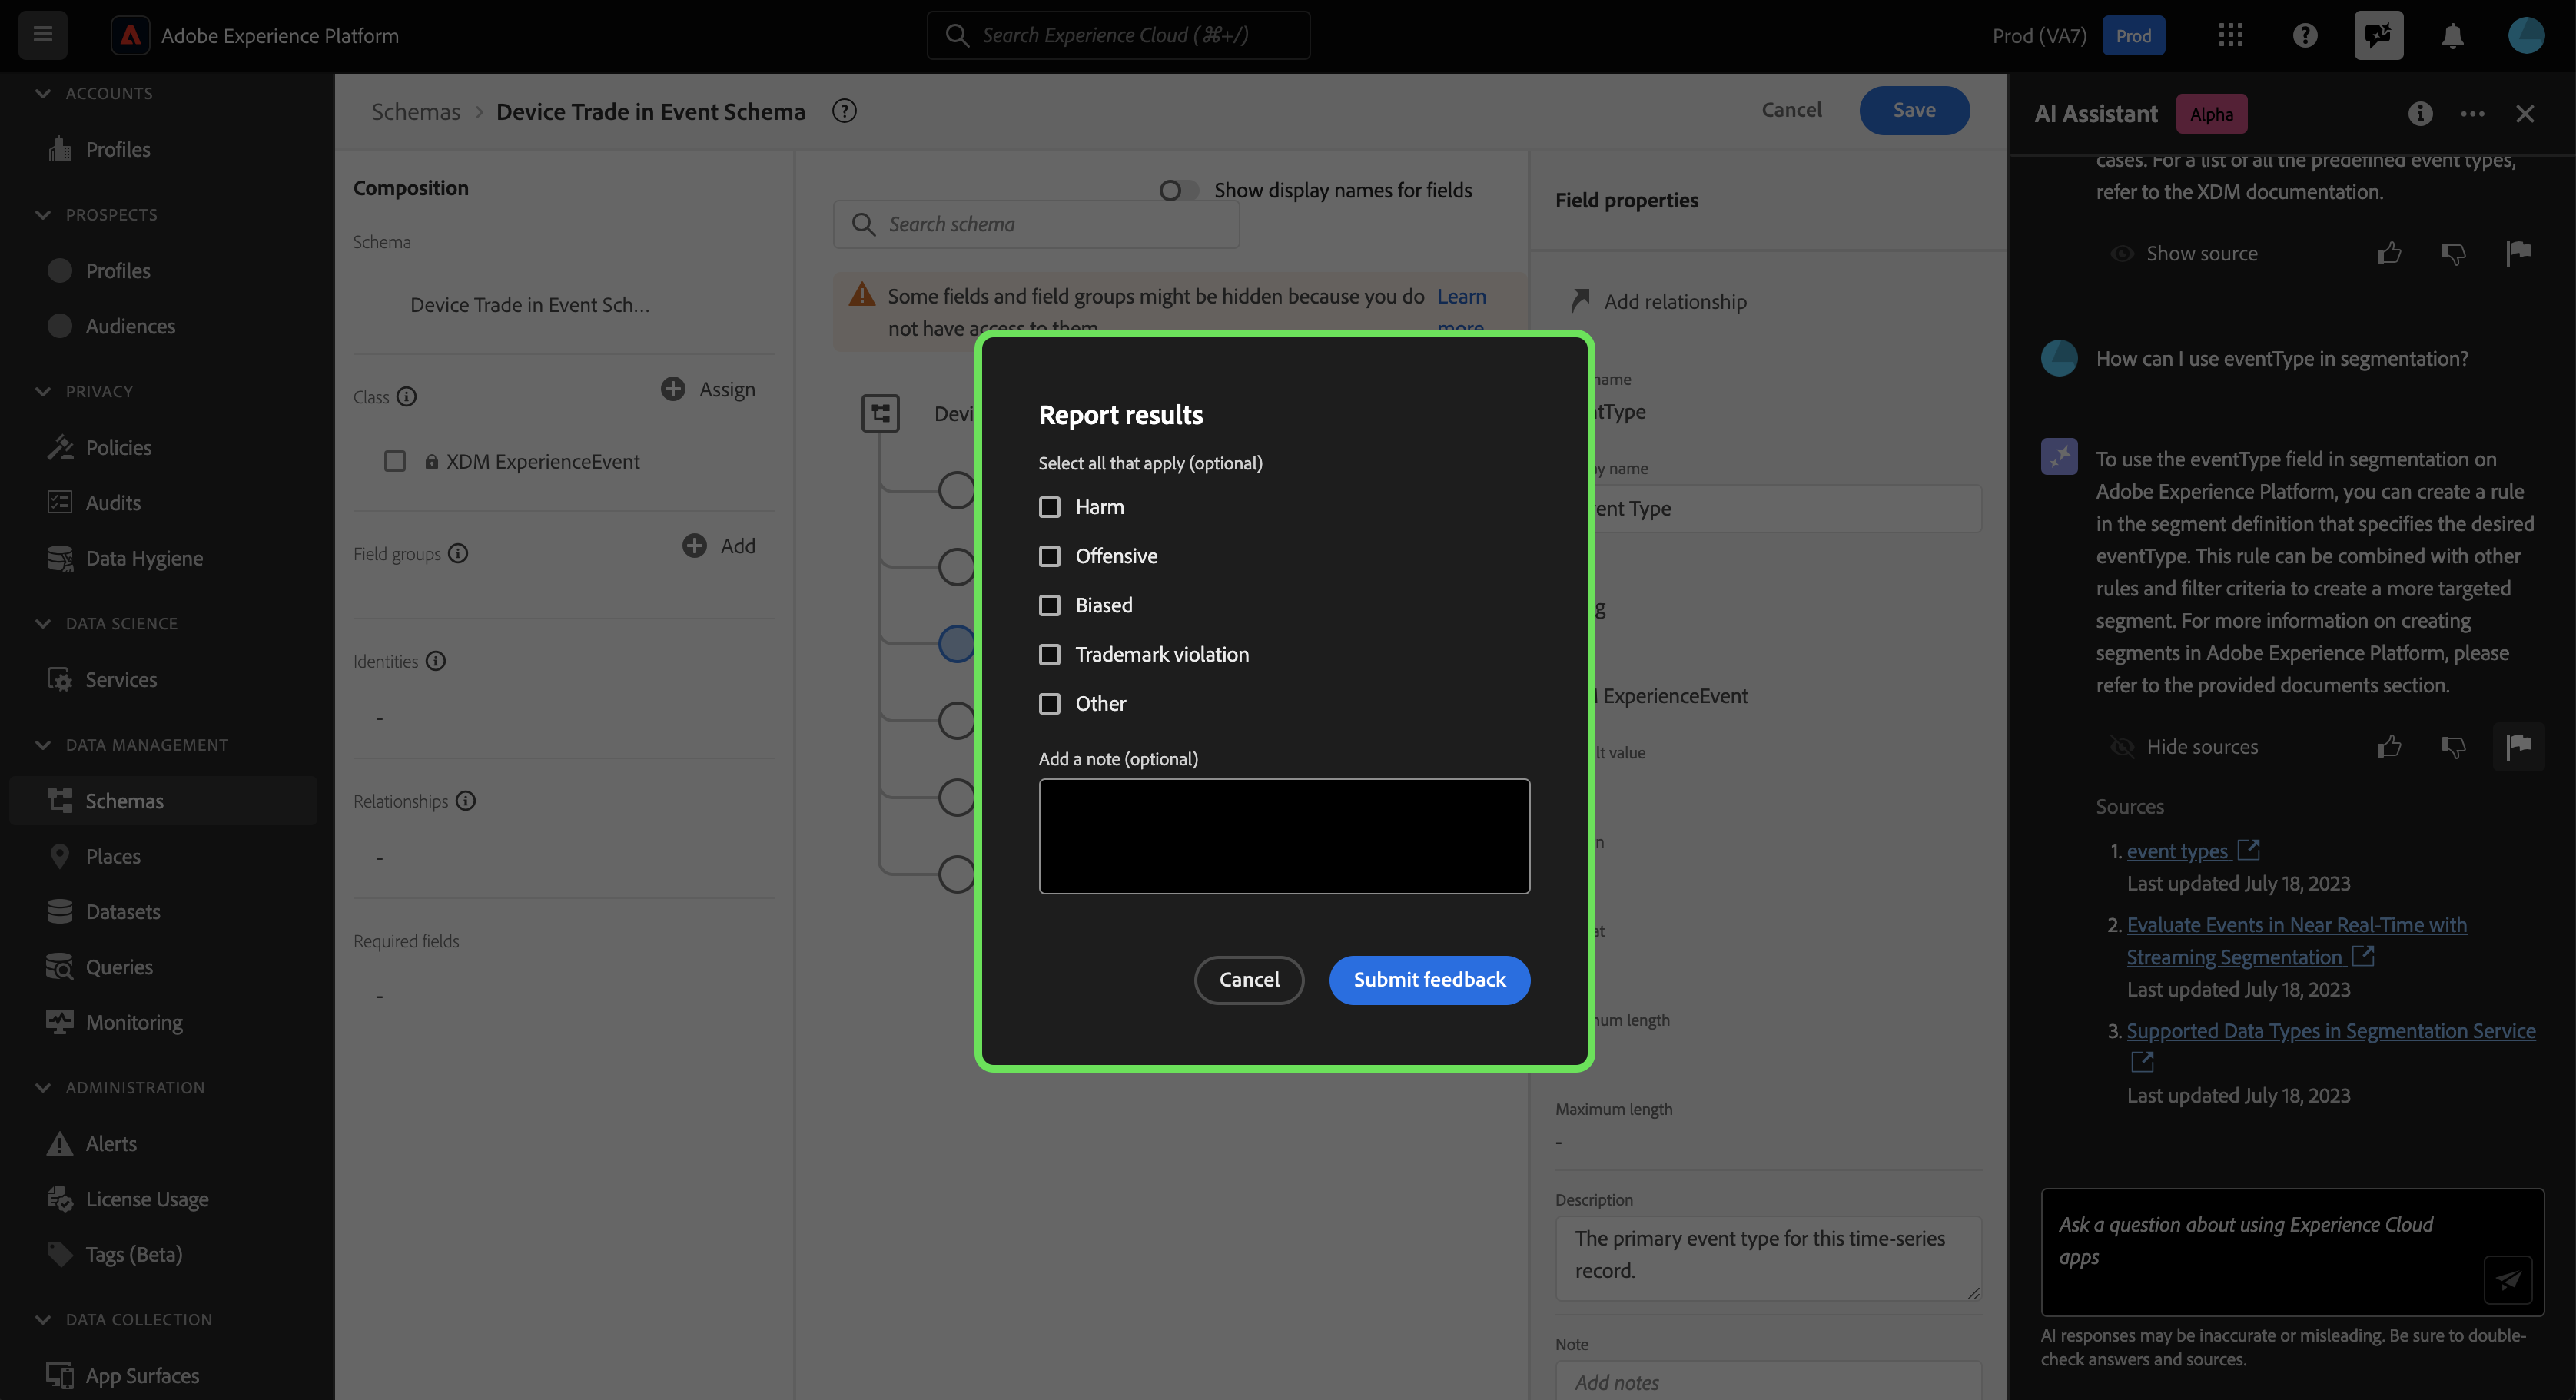 Adobe Experience Platform
Search Experience Cloud (⌘+/)
Prod (VA7)
Prod
ACCOUNTS
Profiles
PROSPECTS
Profiles
Audiences
PRIVACY
Policies
Audits
Data Hygiene
DATA SCIENCE
Services
DATA MANAGEMENT
Schemas
Places
Datasets
Queries
Monitoring
ADMINISTRATION
Alerts
License Usage
Tags (Beta)
DATA COLLECTION
App Surfaces
Schemas > Device Trade in Event Schema
Cancel
Save
Composition
Schema
Device Trade in Event Sch...
Class
Assign
XDM ExperienceEvent
Field groups
Add
Identities
-
Relationships
-
Required fields
-
Show display names for fields
Search schema
Some fields and field groups might be hidden because you do
not have access to them
Learn
more
Devi
Report results
Select all that apply (optional)
Harm
Offensive
Biased
Trademark violation
Other
Add a note (optional)
Cancel
Submit feedback
Field properties
Add relationship
name
tType
y name
ent Type
g
ExperienceEvent
lt value
n
at
um length
Maximum length
-
Description
The primary event type for this time-series
record.
Note
Add notes
AI Assistant
Alpha
cases. For a list of all the predefined event types,
refer to the XDM documentation.
Show source
How can I use eventType in segmentation?
To use the eventType field in segmentation on
Adobe Experience Platform, you can create a rule
in the segment definition that specifies the desired
eventType. This rule can be combined with other
rules and filter criteria to create a more targeted
segment. For more information on creating
segments in Adobe Experience Platform, please
refer to the provided documents section.
Hide sources
Sources
1. event types
Last updated July 18, 2023
2. Evaluate Events in Near Real-Time with
Streaming Segmentation
Last updated July 18, 2023
3. Supported Data Types in Segmentation Service
Last updated July 18, 2023
Ask a question about using Experience Cloud
apps
AI responses may be inaccurate or misleading. Be sure to double-
check answers and sources.